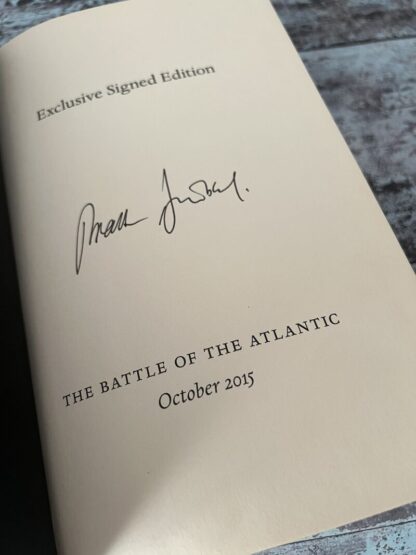 Exclusive Signed Edition
THE BATTLE OF THE ATLANTIC
October 2015